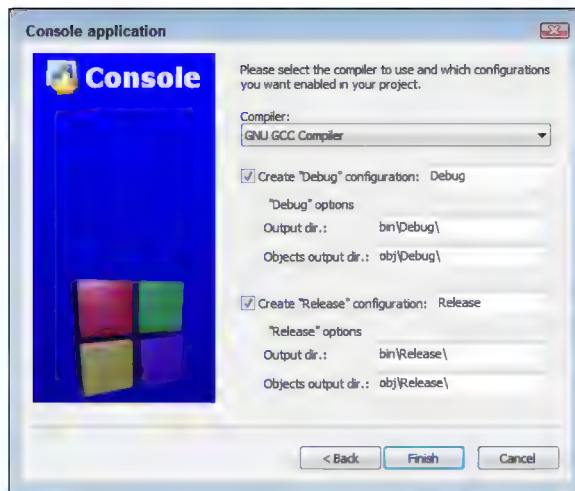 Console application
Console
Please select the compiler to use and which configurations
you want enabled in your project.
Compiler:
GNU GCC Compiler
Create "Debug" configuration: Debug
"Debug" options
Output dir.: bin\Debug\
Objects output dir.: obj\Debug\
Create "Release" configuration: Release
"Release" options
Output dir.: bin\Release\
Objects output dir.: obj\Release\
< Back Finish Cancel